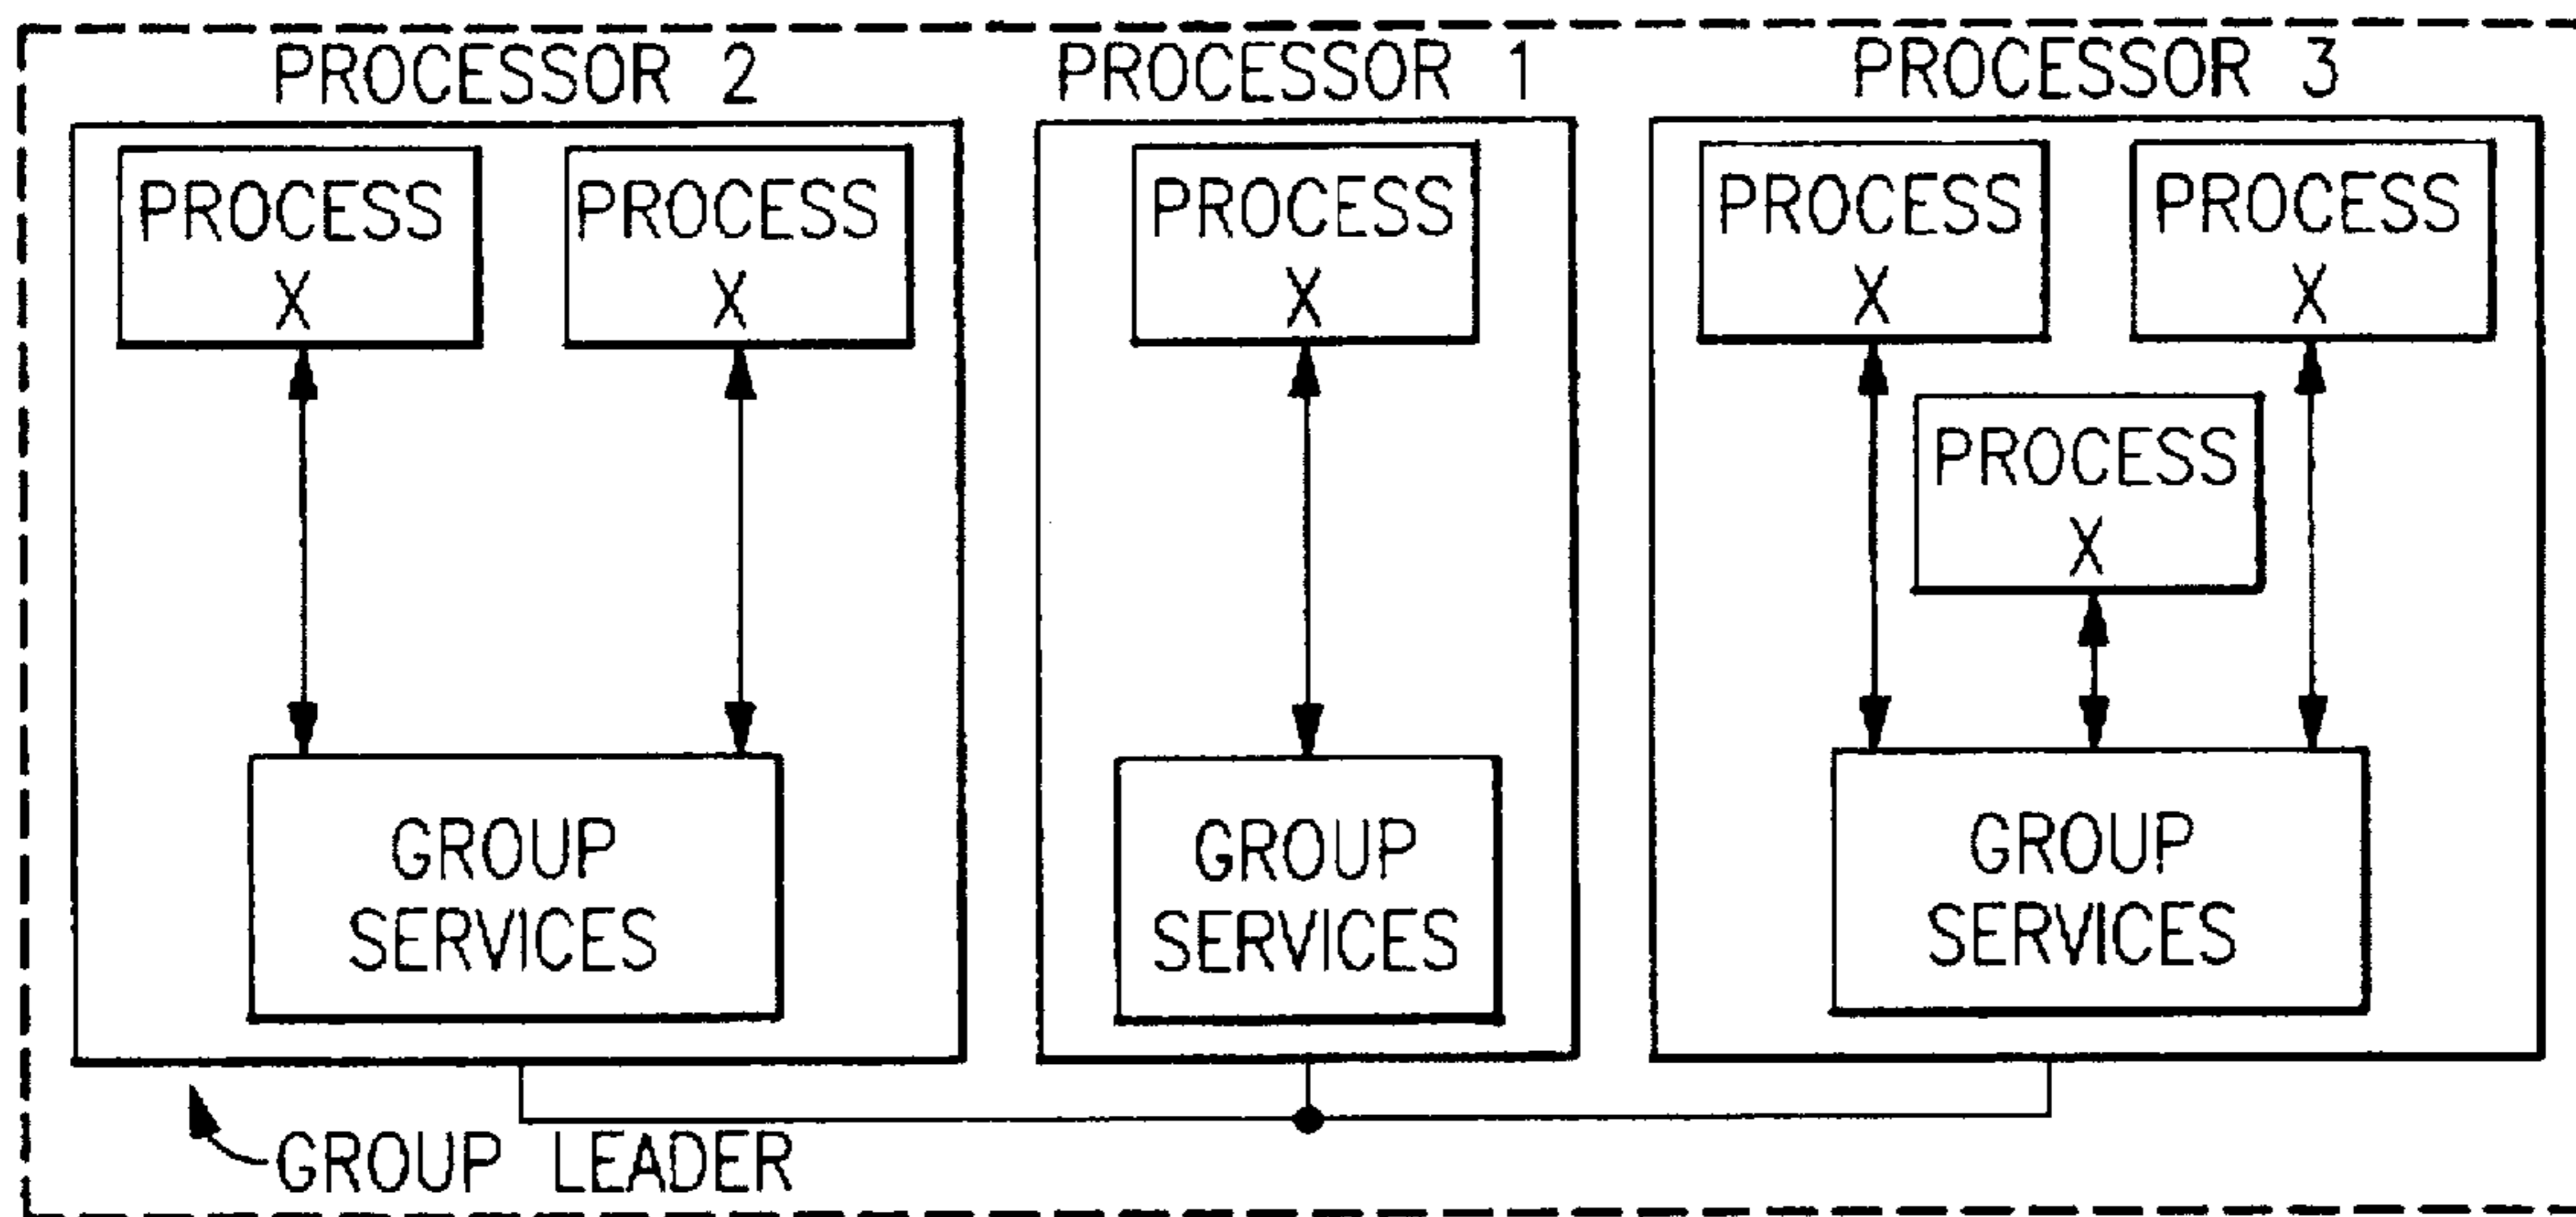 PROCESSOR 2
PROCESS
X
PROCESS
X
GROUP
SERVICES
PROCESSOR 1
PROCESS
X
GROUP
SERVICES
PROCESSOR 3
PROCESS
X
PROCESS
X
PROCESS
X
GROUP
SERVICES
GROUP LEADER